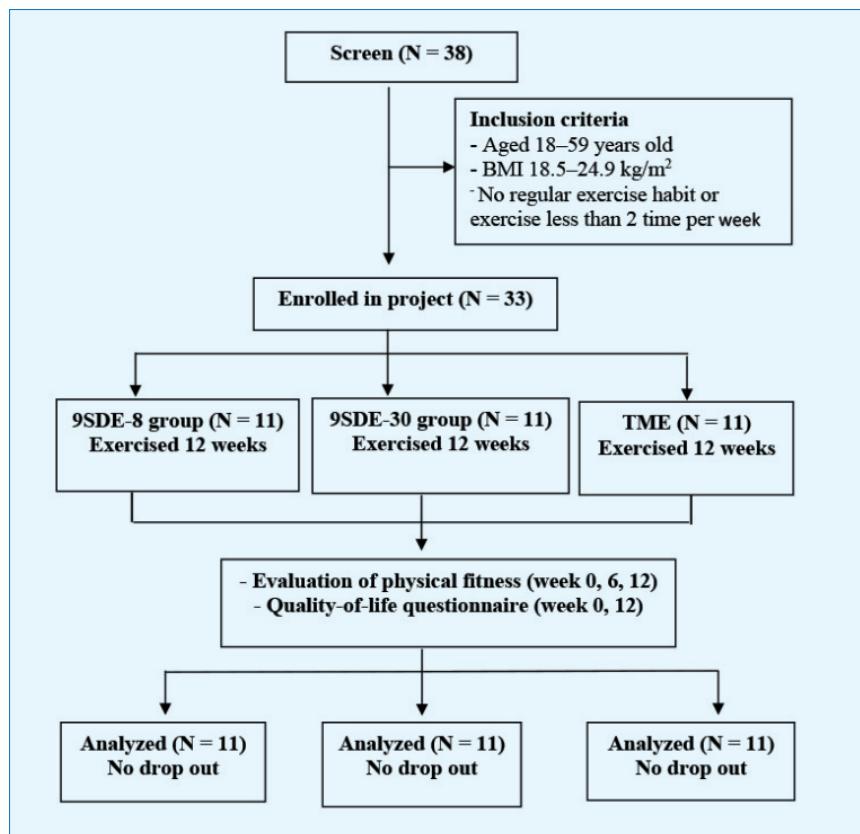 Screen (N = 38)
Inclusion criteria
- Aged 18–59 years old
- BMI 18.5–24.9 kg/m²
- No regular exercise habit or
exercise less than 2 time per week
Enrolled in project (N = 33)
9SDE-8 group (N = 11)
Exercised 12 weeks
9SDE-30 group (N = 11)
Exercised 12 weeks
TME (N = 11)
Exercised 12 weeks
- Evaluation of physical fitness (week 0, 6, 12)
- Quality-of-life questionnaire (week 0, 12)
Analyzed (N = 11)
No drop out
Analyzed (N = 11)
No drop out
Analyzed (N = 11)
No drop out